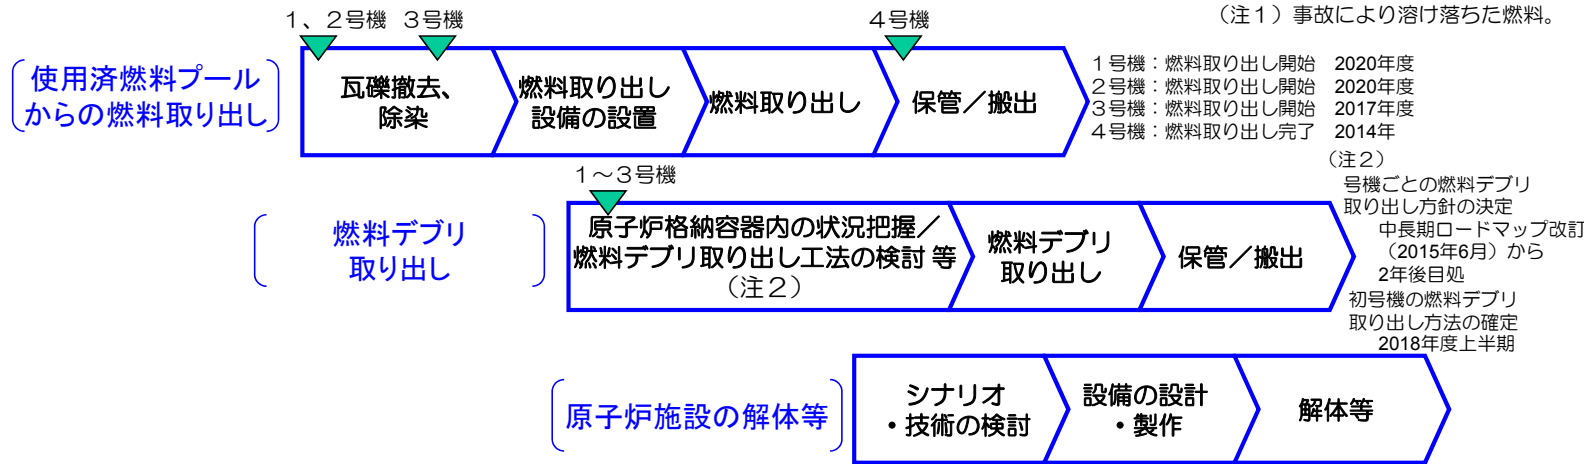 （注１）事故により溶け落ちた燃料。
１、２号機
３号機
４号機
使用済燃料プール
からの燃料取り出し
瓦礫撤去、
除染
燃料取り出し
設備の設置
燃料取り出し
保管／搬出
１号機：燃料取り出し開始　2020年度
２号機：燃料取り出し開始　2020年度
３号機：燃料取り出し開始　2017年度
４号機：燃料取り出し完了　2014年
１～３号機
燃料デブリ
取り出し
原子炉格納容器内の状況把握／
燃料デブリ取り出し工法の検討 等
（注２）
燃料デブリ
取り出し
保管／搬出
（注２）
号機ごとの燃料デブリ
取り出し方針の決定
中長期ロードマップ改訂
（2015年6月）から
2年後目処
初号機の燃料デブリ
取り出し方法の確定
2018年度上半期
原子炉施設の解体等
シナリオ
・技術の検討
設備の設計
・製作
解体等